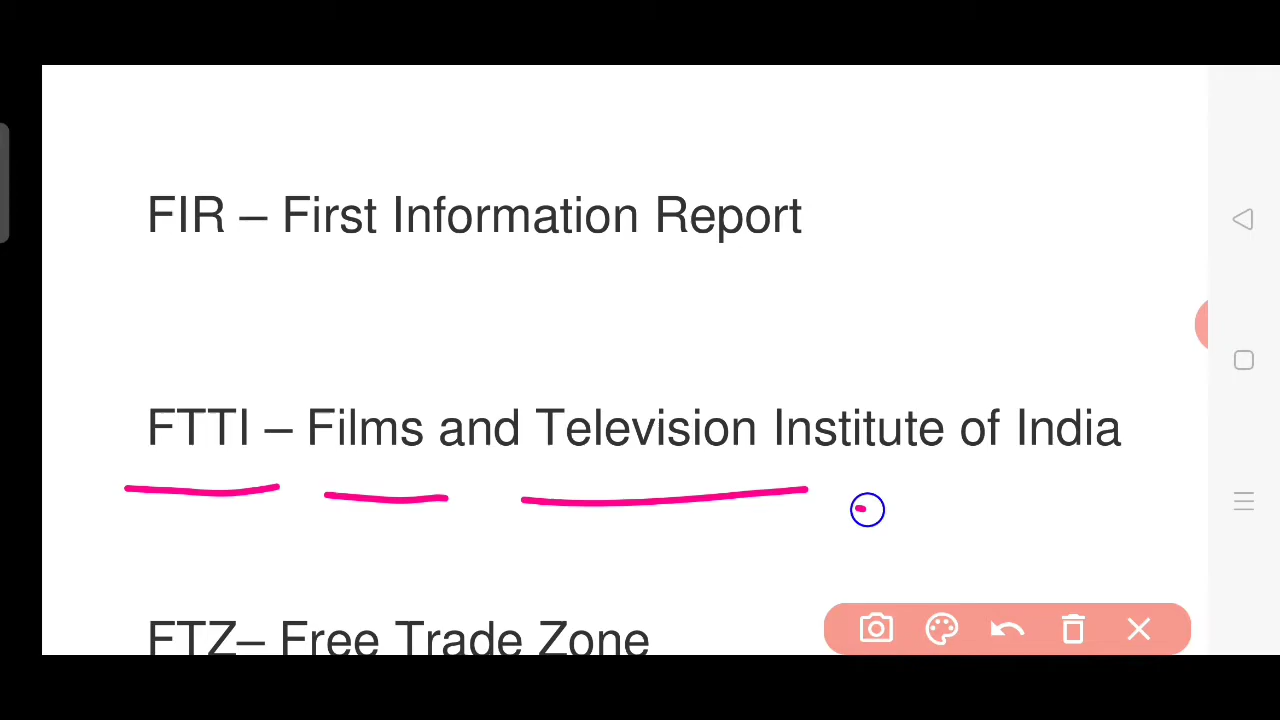 FIR – First Information Report
FTTI – Films and Television Institute of India
FTZ– Free Trade Zone